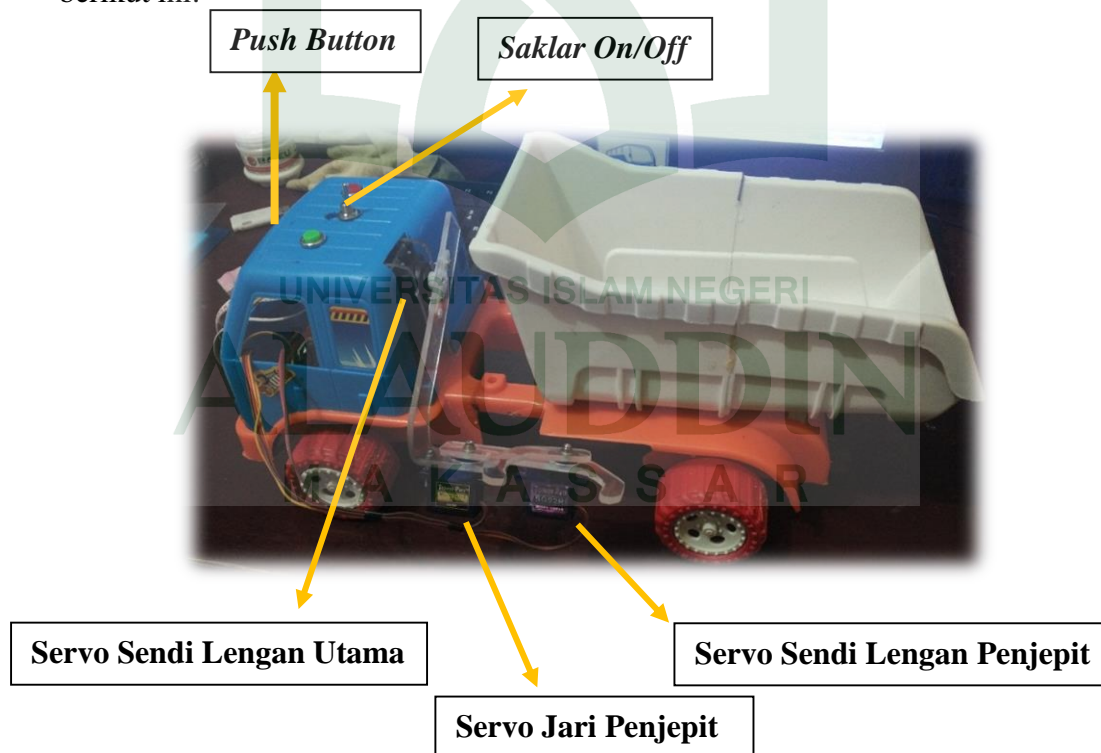 berikut ini.
Push Button
Saklar On/Off
UNIVERSITAS ISLAM NEGERI
ALAUDDIN
MAKASSAR
Servo Sendi Lengan Utama
Servo Sendi Lengan Penjepit
Servo Jari Penjepit